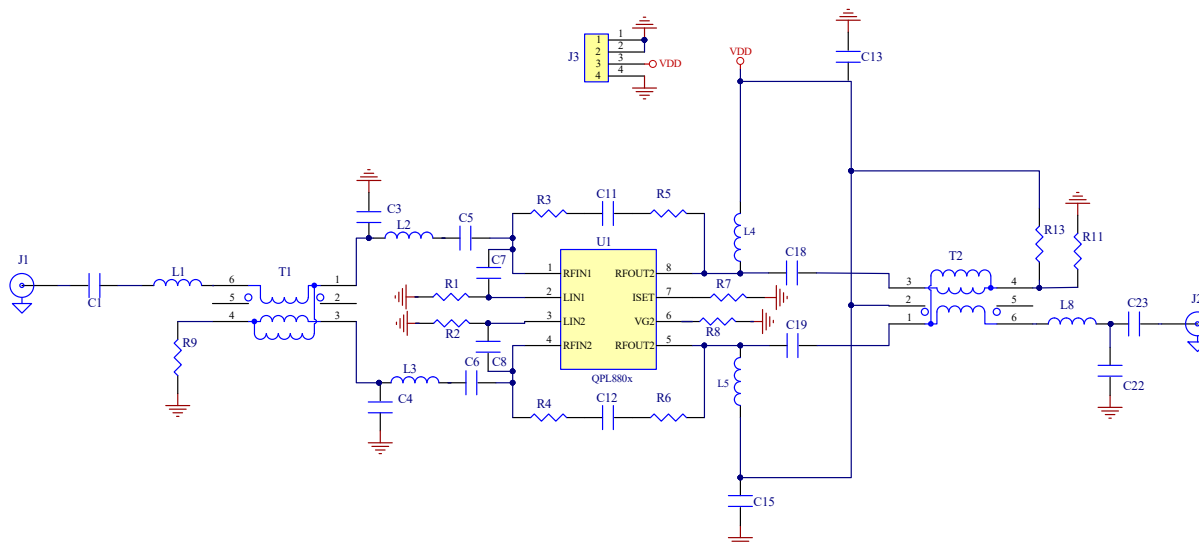 J3
1
2
3
4
1
2
3
4
VDD
VDD
C13
C3
L2
C5
R3
C11
R5
L4
C18
R13
R11
J1
C1
L1
6
5
4
T1
1
2
3
C7
R1
U1
1
2
3
4
RFIN1
LIN1
LIN2
RFIN2
RFOUT2
ISET
VG2
RFOUT2
8
7
6
5
QPL880x
R7
R8
R2
C8
C19
T2
3
2
1
4
5
6
L8
C23
J2
C22
R9
L3
C6
C4
R4
C12
R6
L5
C15